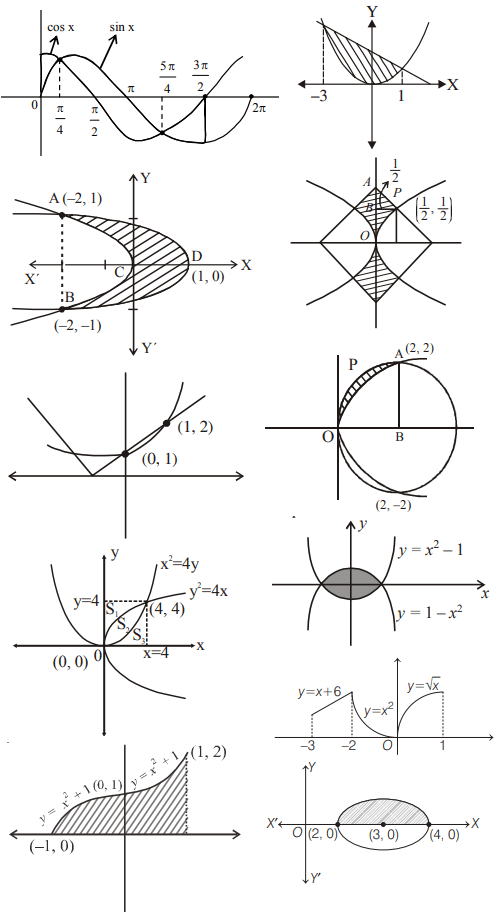 cos x
sin x
0
π/4
π/2
π
5π/4
3π/2
2π
Y
X
−3
1
A (−2, 1)
Y
X´
C
D
X
(1, 0)
B
(−2, −1)
Y´
1/2
A
P
B
(1/2, 1/2)
O
(1, 2)
(0, 1)
P
A
(2, 2)
O
B
(2, −2)
y
x²=4y
y²=4x
y=4
S₁
(4, 4)
S₂
S₃
(0, 0)
0
x=4
x
y
y = x² – 1
x
y = 1 – x²
y=x+6
y=x²
y=√x
−3
−2
O
1
y = x² + 1
(0, 1)
y = x² + 1
(1, 2)
(−1, 0)
Y
X′
O
(2, 0)
(3, 0)
(4, 0)
X
Y′